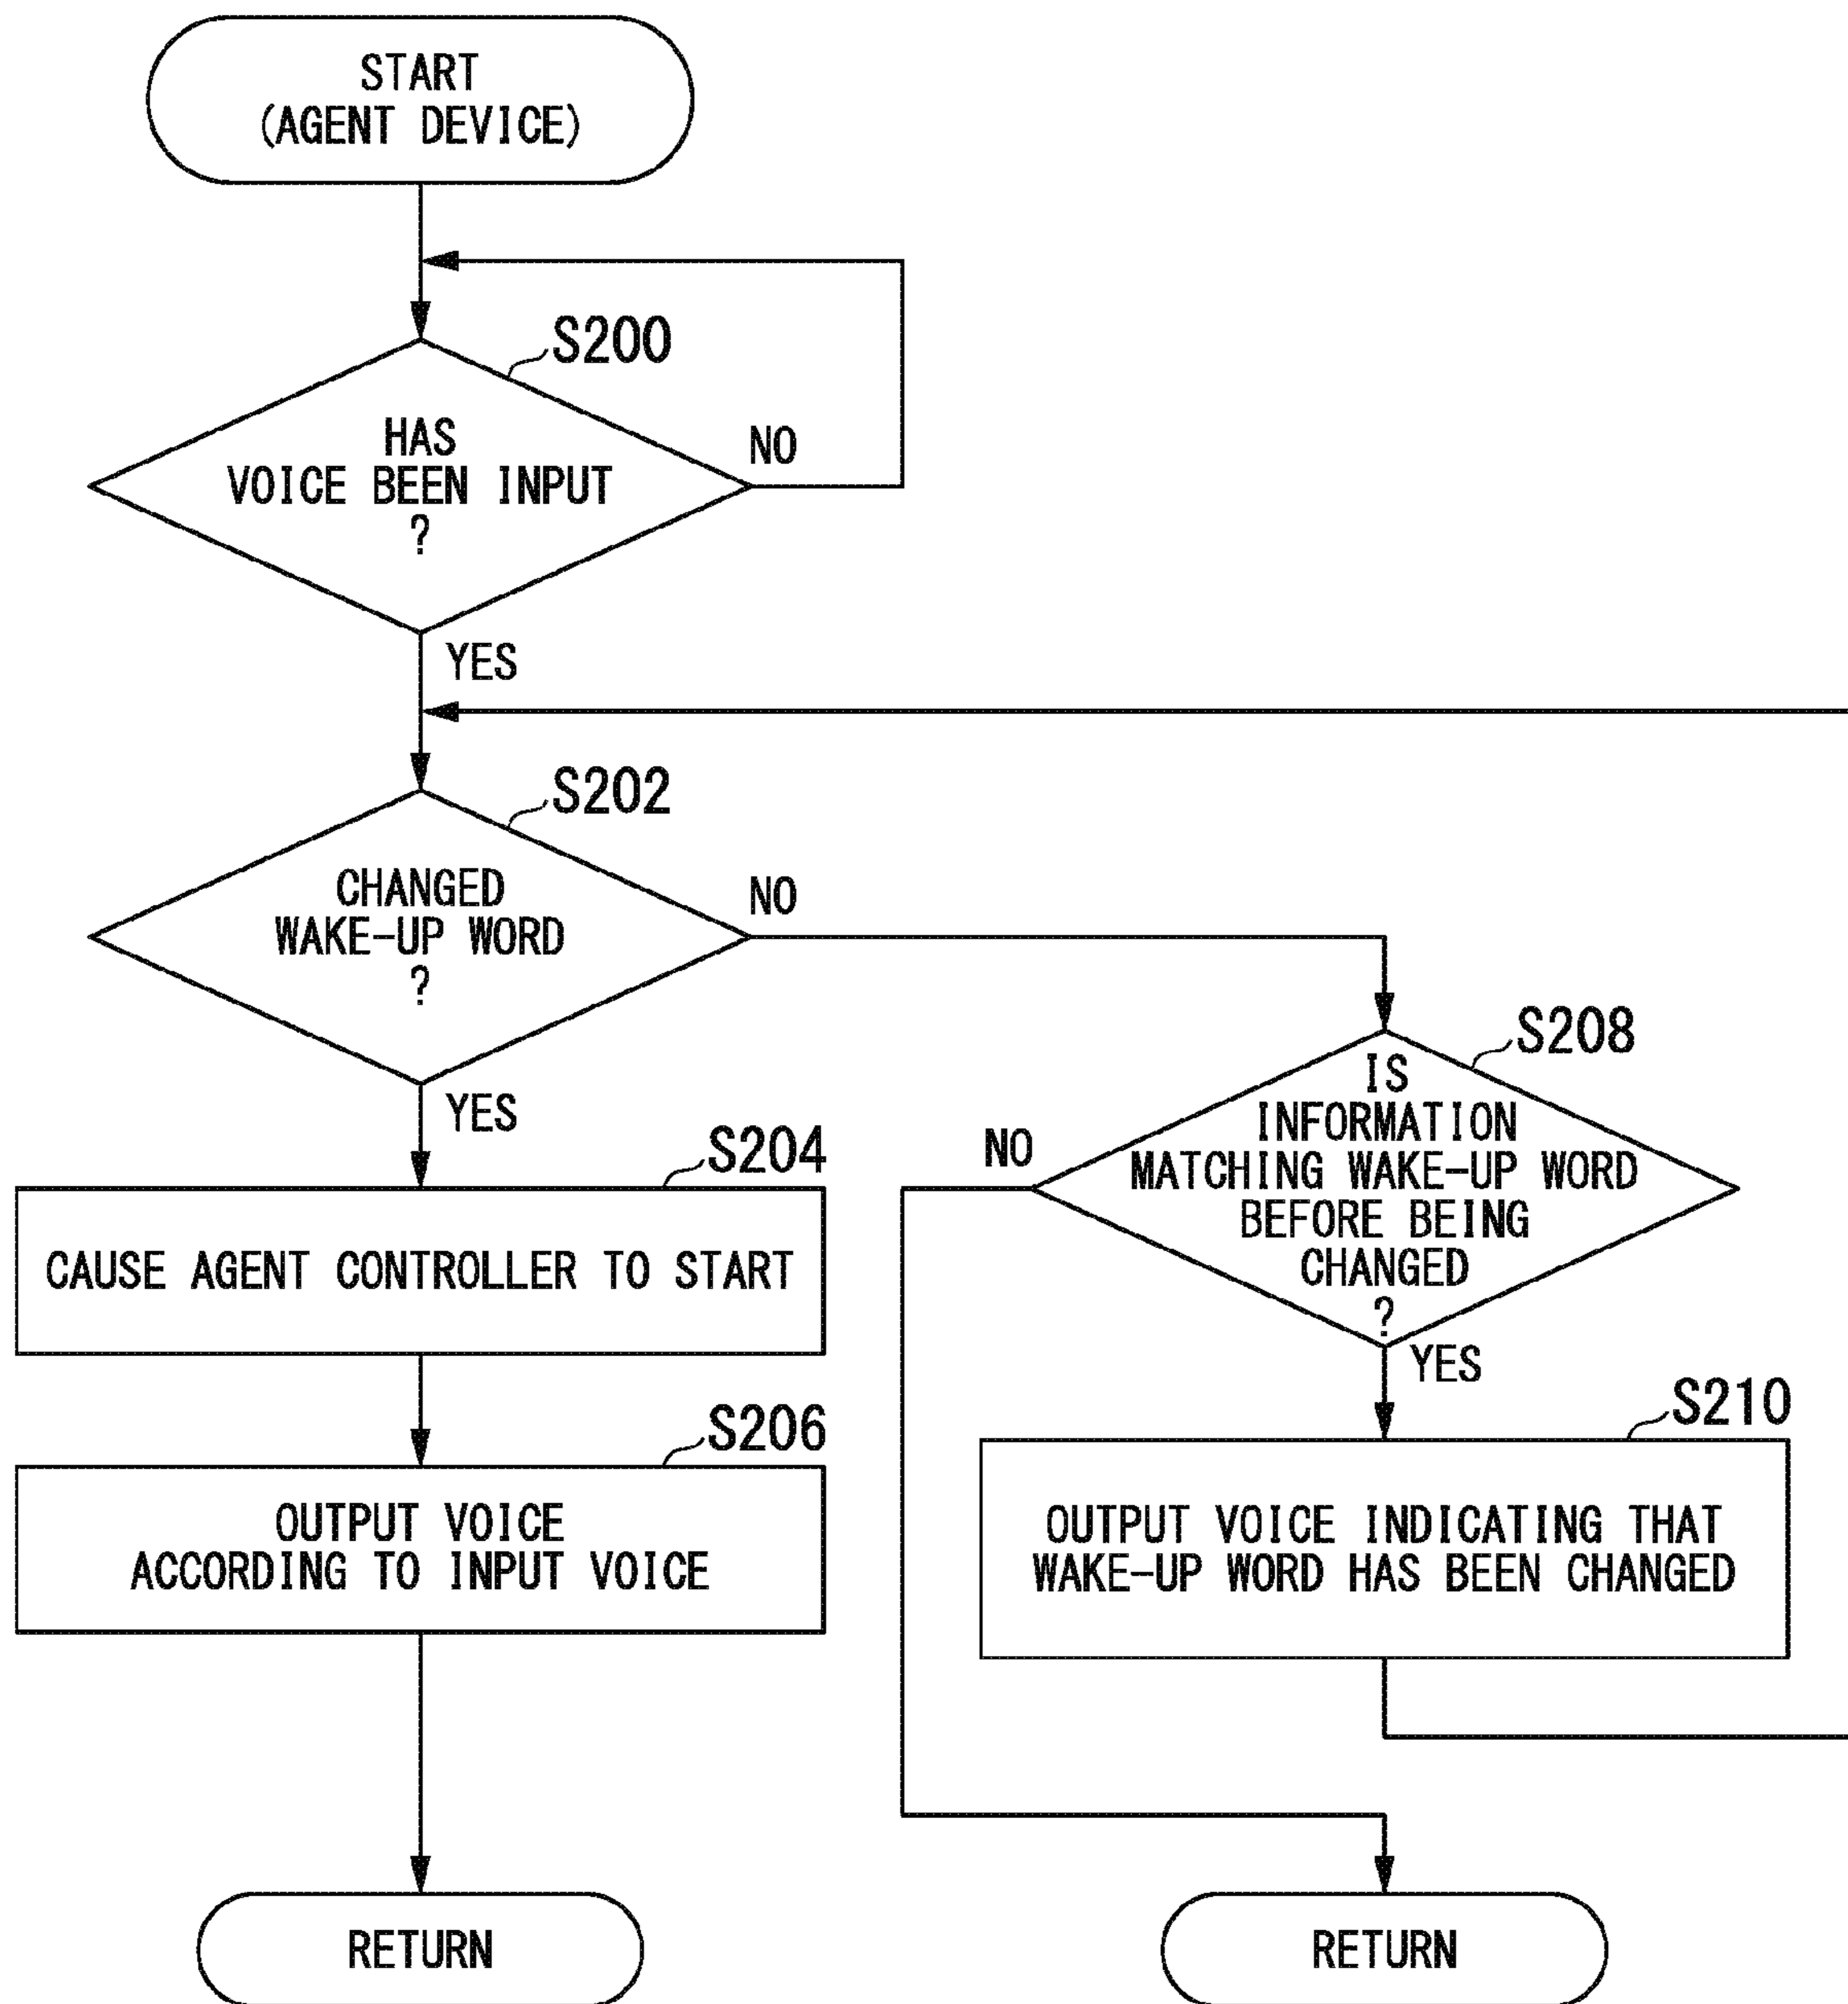 START
(AGENT DEVICE)
S200
HAS
VOICE BEEN INPUT
?
NO
YES
S202
CHANGED
WAKE-UP WORD
?
NO
YES
S204
CAUSE AGENT CONTROLLER TO START
S206
OUTPUT VOICE
ACCORDING TO INPUT VOICE
RETURN
S208
IS
INFORMATION
MATCHING WAKE-UP WORD
BEFORE BEING
CHANGED
?
NO
YES
S210
OUTPUT VOICE INDICATING THAT
WAKE-UP WORD HAS BEEN CHANGED
RETURN